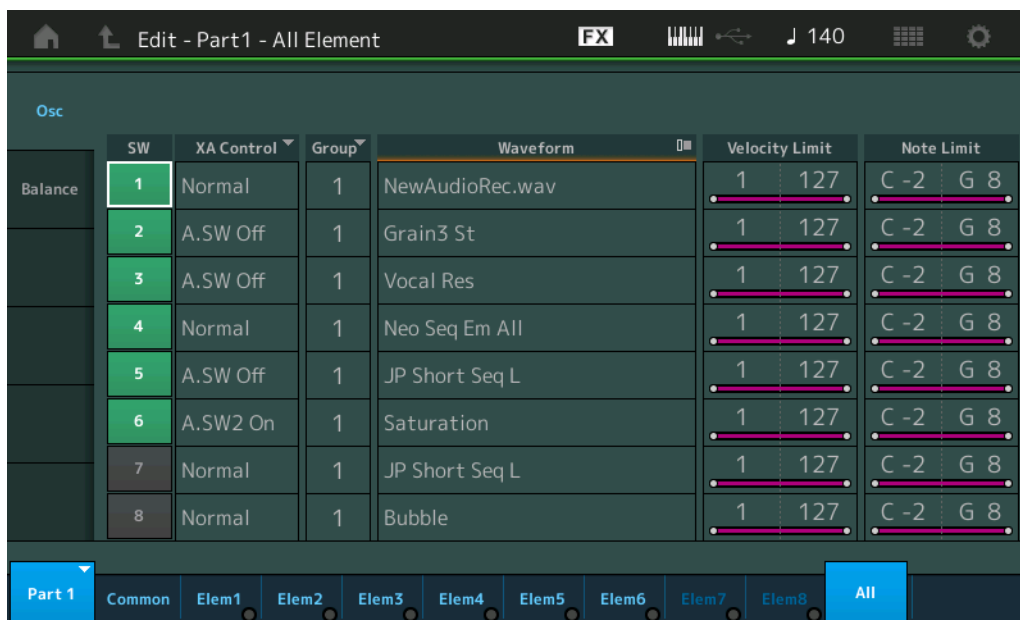 Edit - Part1 - All Element FX ♩ 140
Osc
SW XA Control Group Waveform Velocity Limit Note Limit
Balance
1 Normal 1 NewAudioRec.wav 1 127 C -2 G 8
2 A.SW Off 1 Grain3 St 1 127 C -2 G 8
3 A.SW Off 1 Vocal Res 1 127 C -2 G 8
4 Normal 1 Neo Seq Em All 1 127 C -2 G 8
5 A.SW Off 1 JP Short Seq L 1 127 C -2 G 8
6 A.SW2 On 1 Saturation 1 127 C -2 G 8
7 Normal 1 JP Short Seq L 1 127 C -2 G 8
8 Normal 1 Bubble 1 127 C -2 G 8
Part 1 Common Elem1 Elem2 Elem3 Elem4 Elem5 Elem6 Elem7 Elem8 All